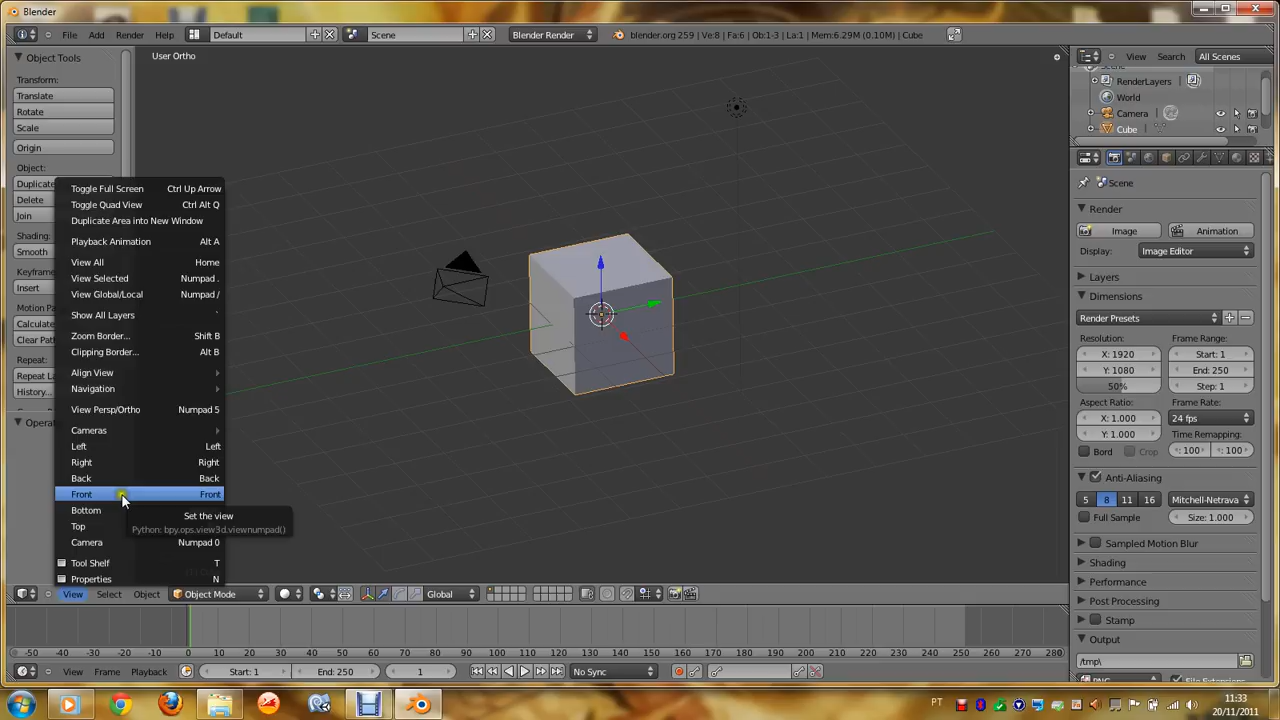 Blender
File Add Render Help Default Scene Blender Render blender.org 259 | Ve:8 | Fa:6 | Ob:1-3 | La:1 | Mem:6.29M (0.10M) | Cube
Object Tools
Transform:
Translate
Rotate
Scale
Origin
Object:
Duplicate
Delete
Join
Shading:
Smooth
Keyframe
Insert
Motion Pa
Calculate
Clear Pat
Repeat:
Repeat La
History...
Operat
User Ortho
Toggle Full Screen Ctrl Up Arrow
Toggle Quad View Ctrl Alt Q
Duplicate Area into New Window
Playback Animation Alt A
View All Home
View Selected Numpad .
View Global/Local Numpad /
Show All Layers `
Zoom Border... Shift B
Clipping Border... Alt B
Align View
Navigation
View Persp/Ortho Numpad 5
Cameras
Left Left
Right Right
Back Back
Front Front
Bottom
Top
Camera Numpad 0
Tool Shelf T
Properties N
Set the view
Python: bpy.ops.view3d.viewnumpad()
View Select Object Object Mode Global
-50 -40 -30 -20 -10 0 10 20 30 40 50 60 70 80 90 100 110 120 130 140 150 160 170 180 190 200 210 220 230 240 250 260 270 280
View Frame Playback Start: 1 End: 250 1 No Sync
View Search All Scenes
Scene
RenderLayers
World
Camera
Cube
Scene
Render
Image Animation
Display: Image Editor
Layers
Dimensions
Render Presets
Resolution: Frame Range:
X: 1920 Start: 1
Y: 1080 End: 250
50% Step: 1
Aspect Ratio: Frame Rate:
X: 1.000 24 fps
Y: 1.000 Time Remapping:
Bord Crop : 100 : 100
Anti-Aliasing
5 8 11 16 Mitchell-Netrava
Full Sample Size: 1.000
Sampled Motion Blur
Shading
Performance
Post Processing
Stamp
Output
/tmp\
PNG File Extensions
PT 11:33
20/11/2011